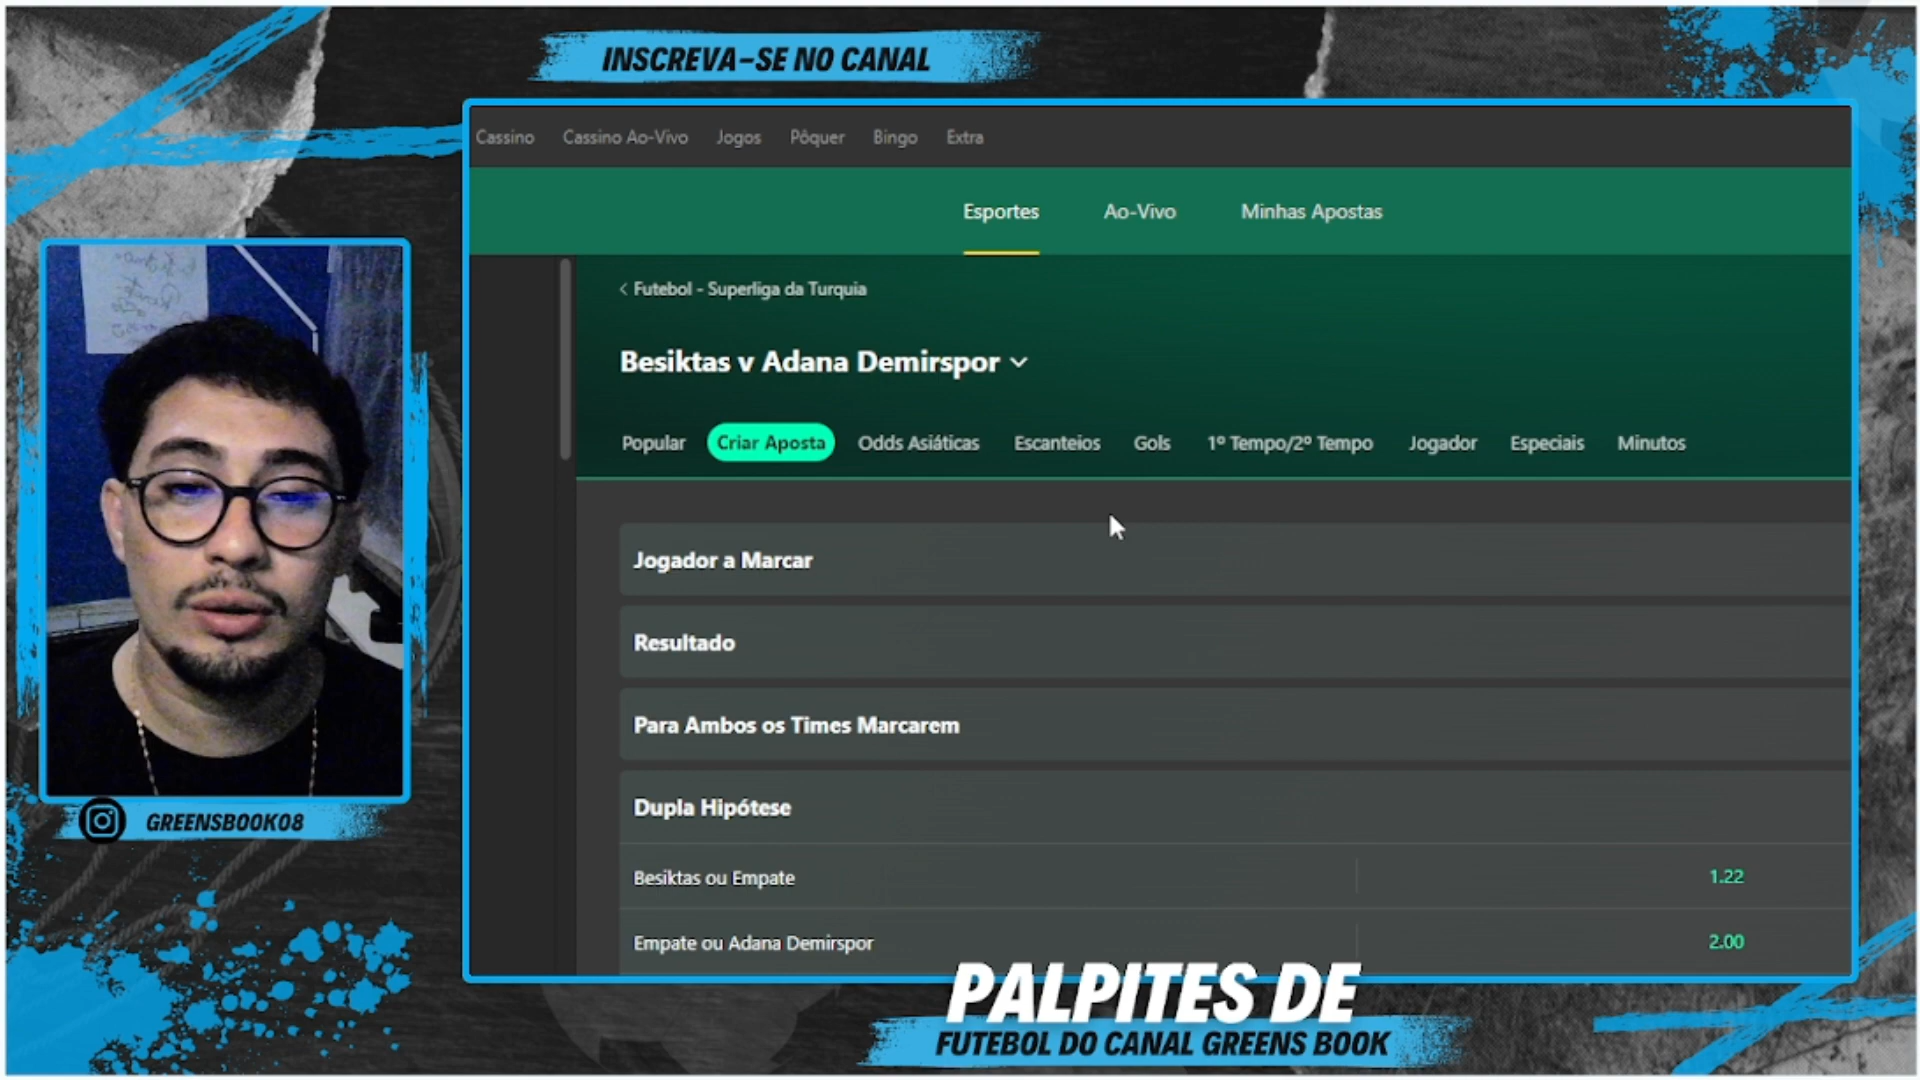 INSCREVA-SE NO CANAL
Cassino Cassino Ao-Vivo Jogos Pôquer Bingo Extra
Esportes Ao-Vivo Minhas Apostas
< Futebol - Superliga da Turquia
Besiktas v Adana Demirspor
Popular Criar Aposta Odds Asiáticas Escanteios Gols 1º Tempo/2º Tempo Jogador Especiais Minutos
Jogador a Marcar
Resultado
Para Ambos os Times Marcarem
Dupla Hipótese
Besiktas ou Empate 1.22
Empate ou Adana Demirspor 2.00
GREENSBOOK08
PALPITES DE
FUTEBOL DO CANAL GREENS BOOK